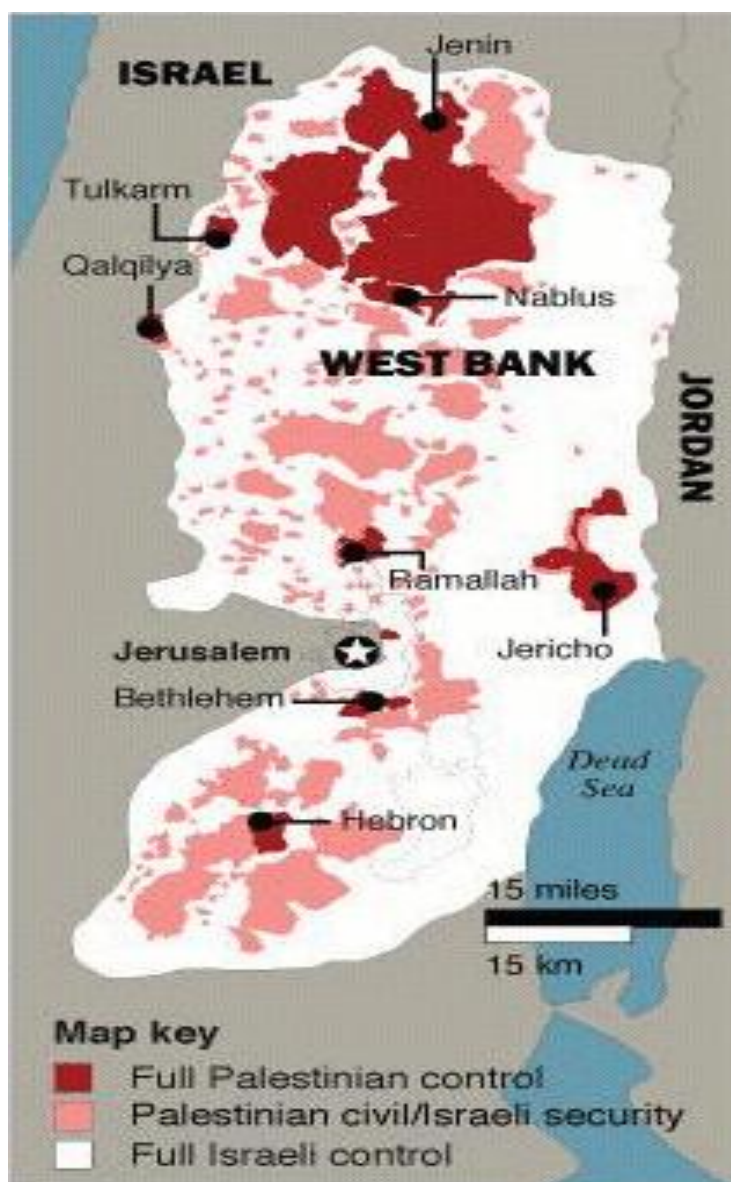 Jenin
ISRAEL
Tulkarm
Qalqilya
Nablus
WEST BANK
JORDAN
Ramallah
Jerusalem
Jericho
Bethlehem
Dead
Sea
Hebron
15 miles
15 km
Map key
Full Palestinian control
Palestinian civil/Israeli security
Full Israeli control